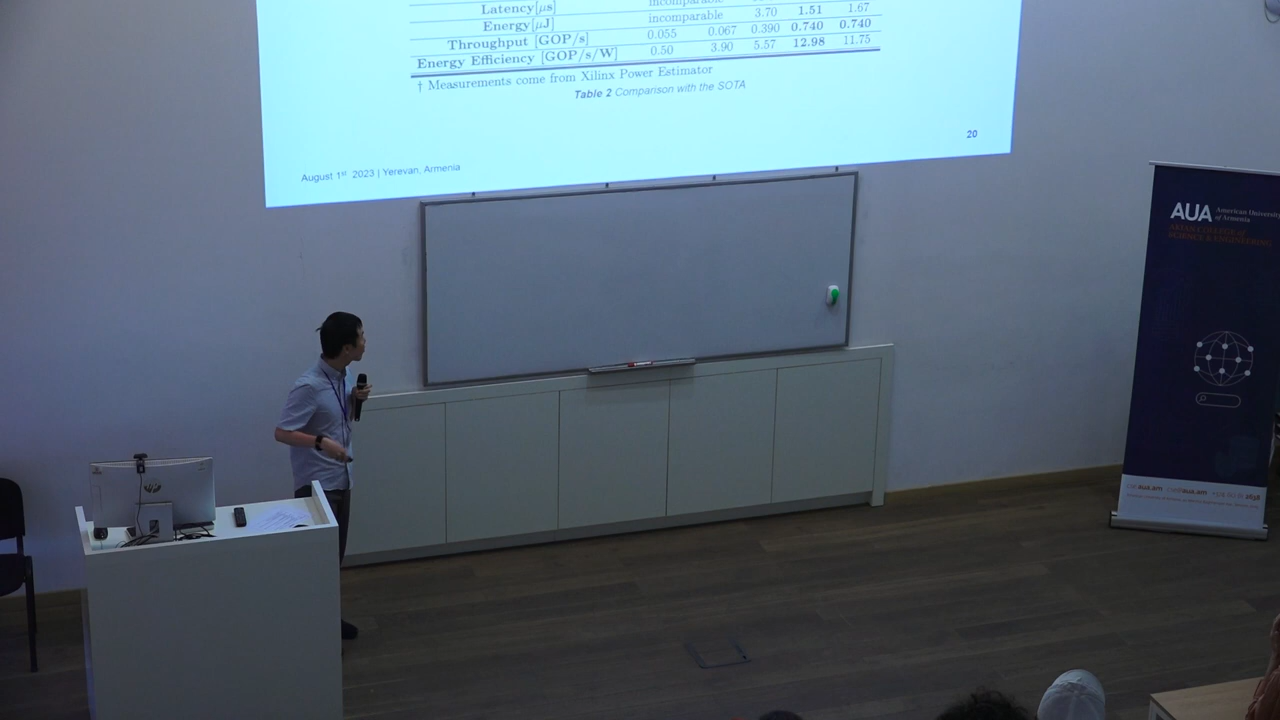 Latency[μs] incomparable 3.70 1.51 1.67
Energy[μJ] incomparable 0.390 0.740 0.740
Throughput [GOP/s] 0.055 0.067 5.57 12.98 11.75
Energy Efficiency [GOP/s/W] 0.50 3.90
† Measurements come from Xilinx Power Estimator
Table 2 Comparison with the SOTA
20
August 1st 2023 | Yerevan, Armenia
AUA American University
of Armenia
SCIENCE & ENGINEERING